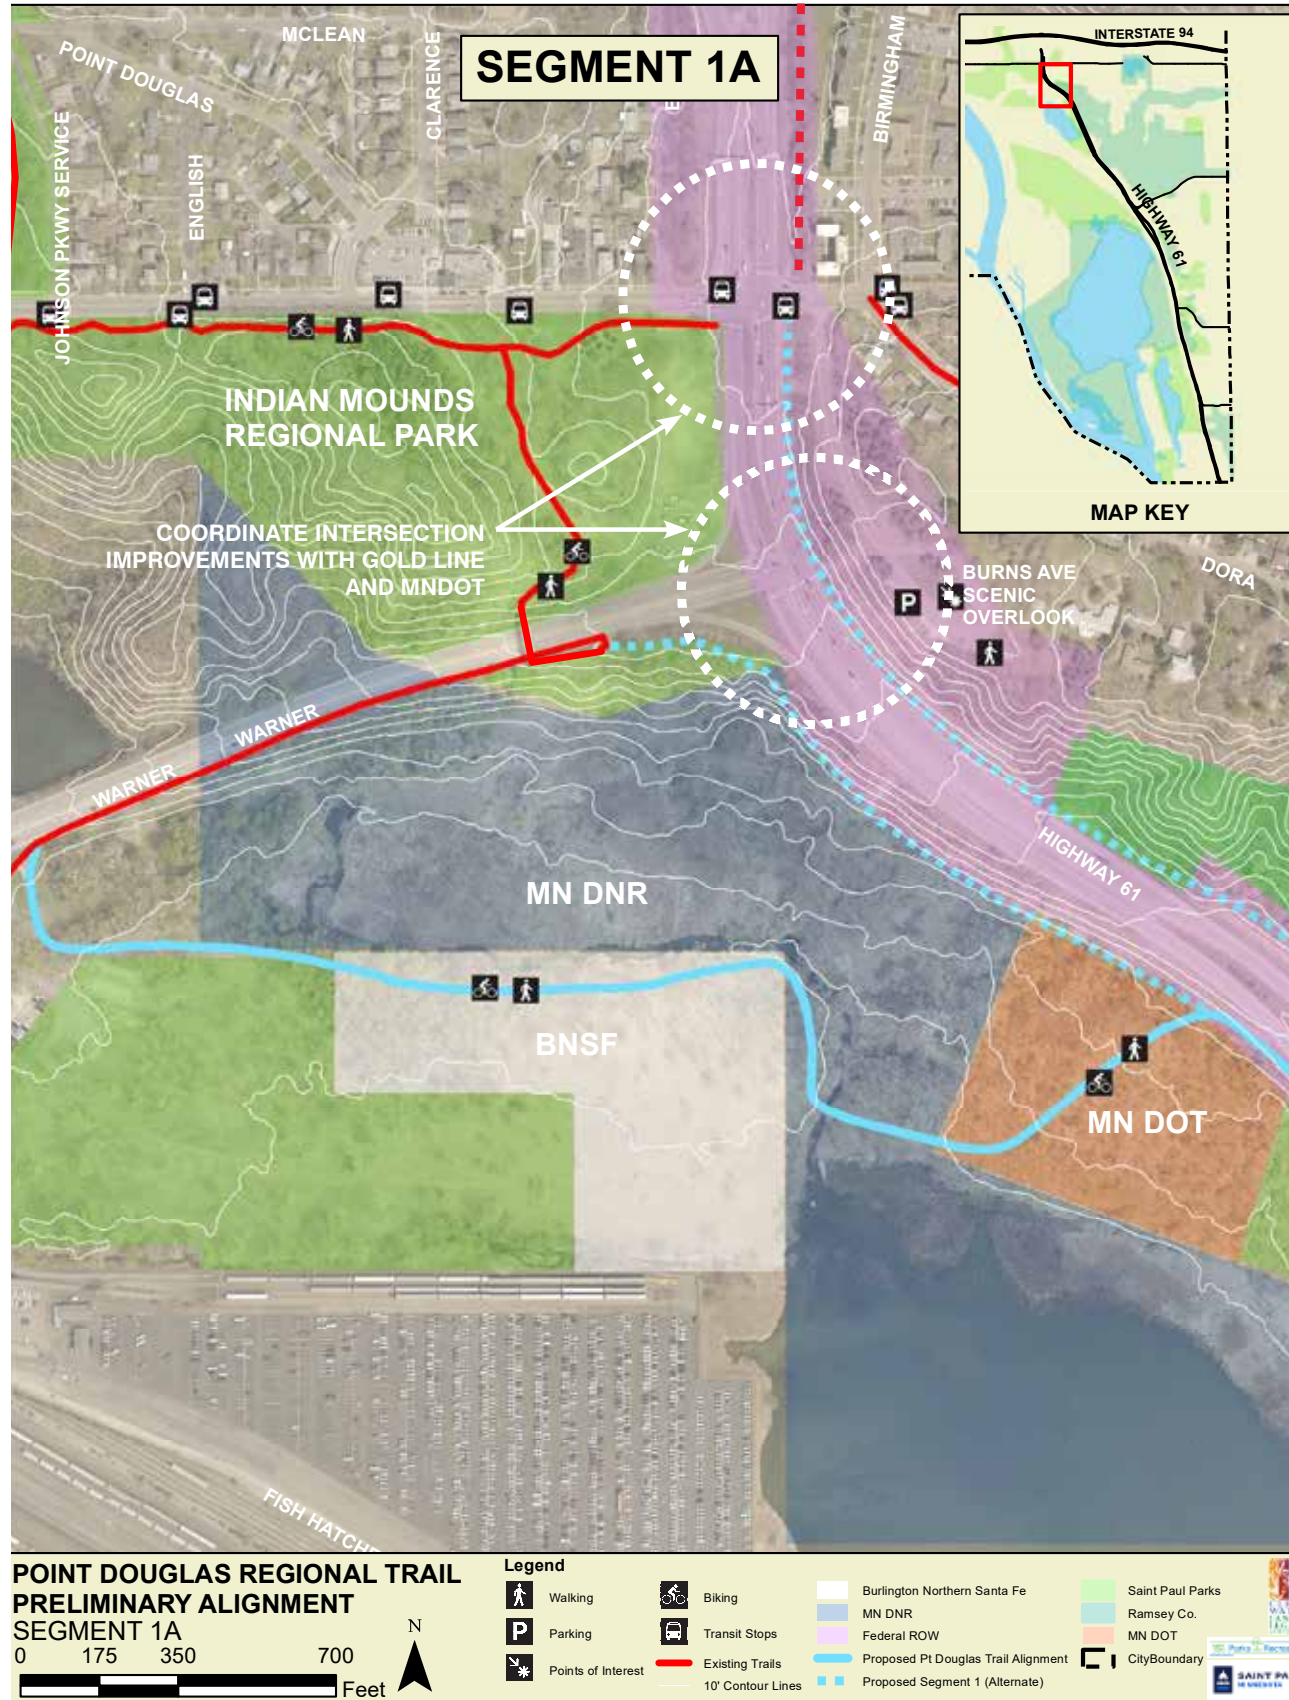 SEGMENT 1A
MCLEAN
POINT DOUGLAS
CLARENCE
BIRMINGHAM
JOHNSON PKWY SERVICE
ENGLISH
INTERSTATE 94
HIGHWAY 61
MAP KEY
INDIAN MOUNDS
REGIONAL PARK
COORDINATE INTERSECTION
IMPROVEMENTS WITH GOLD LINE
AND MNDOT
P
BURNS AVE
SCENIC
OVERLOOK
DORA
WARNER
WARNER
HIGHWAY 61
MN DNR
BNSF
MN DOT
FISH HATCHE
POINT DOUGLAS REGIONAL TRAIL
PRELIMINARY ALIGNMENT
SEGMENT 1A
0 175 350 700
Feet
N
Legend
Walking
P Parking
Points of Interest
Biking
Transit Stops
Existing Trails
10' Contour Lines
Burlington Northern Santa Fe
MN DNR
Federal ROW
Proposed Pt Douglas Trail Alignment
Proposed Segment 1 (Alternate)
Saint Paul Parks
Ramsey Co.
MN DOT
CityBoundary
SAINT PA